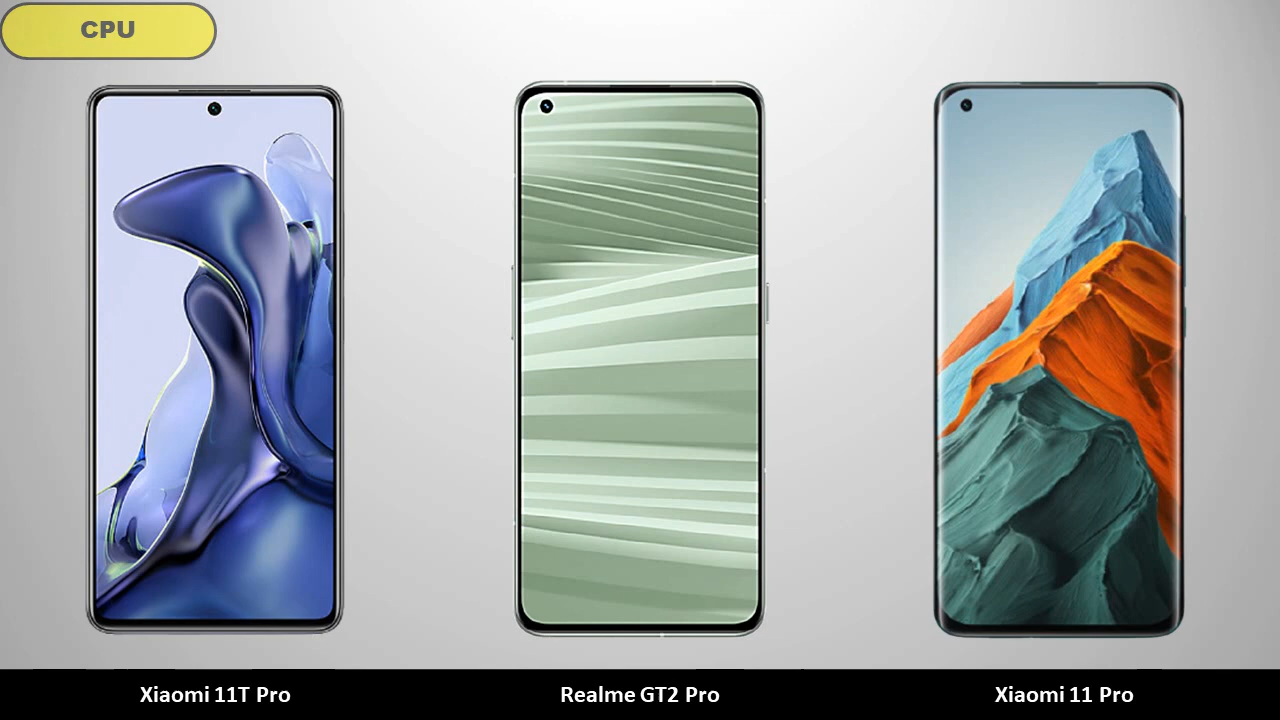 CPU
Xiaomi 11T Pro
Realme GT2 Pro
Xiaomi 11 Pro